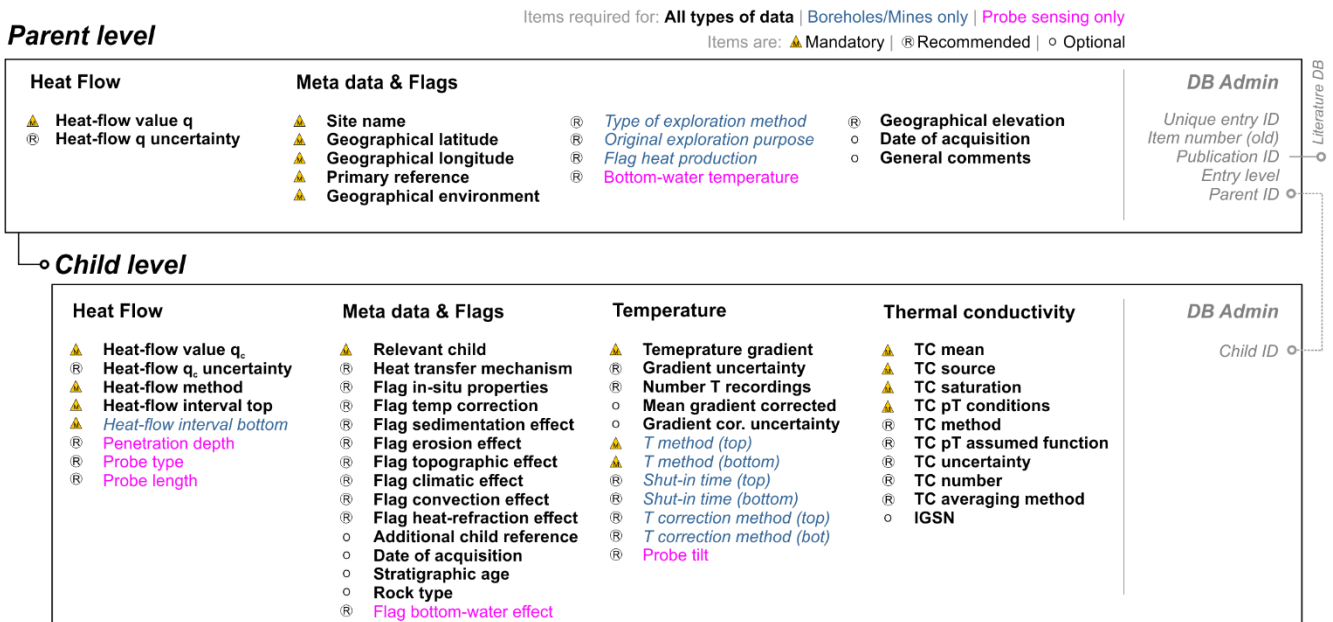 Items required for: All types of data | Boreholes/Mines only | Probe sensing only
Parent level
Items are: M Mandatory | R Recommended | o Optional
Heat Flow
M Heat-flow value q
R Heat-flow q uncertainty
Meta data & Flags
M Site name
M Geographical latitude
M Geographical longitude
M Primary reference
M Geographical environment
R Type of exploration method
R Original exploration purpose
R Flag heat production
R Bottom-water temperature
R Geographical elevation
o Date of acquisition
o General comments
DB Admin
Unique entry ID
Item number (old)
Publication ID
Entry level
Parent ID
Literature DB
Child level
Heat Flow
M Heat-flow value qc
R Heat-flow qc uncertainty
M Heat-flow method
M Heat-flow interval top
M Heat-flow interval bottom
R Penetration depth
R Probe type
R Probe length
Meta data & Flags
M Relevant child
R Heat transfer mechanism
R Flag in-situ properties
R Flag temp correction
R Flag sedimentation effect
R Flag erosion effect
R Flag topographic effect
R Flag climatic effect
R Flag convection effect
R Flag heat-refraction effect
o Additional child reference
o Date of acquisition
o Stratigraphic age
o Rock type
R Flag bottom-water effect
Temperature
M Temeprature gradient
R Gradient uncertainty
R Number T recordings
o Mean gradient corrected
o Gradient cor. uncertainty
M T method (top)
M T method (bottom)
R Shut-in time (top)
R Shut-in time (bottom)
R T correction method (top)
R T correction method (bot)
R Probe tilt
Thermal conductivity
M TC mean
M TC source
M TC saturation
M TC pT conditions
R TC method
R TC pT assumed function
R TC uncertainty
R TC number
R TC averaging method
o IGSN
DB Admin
Child ID